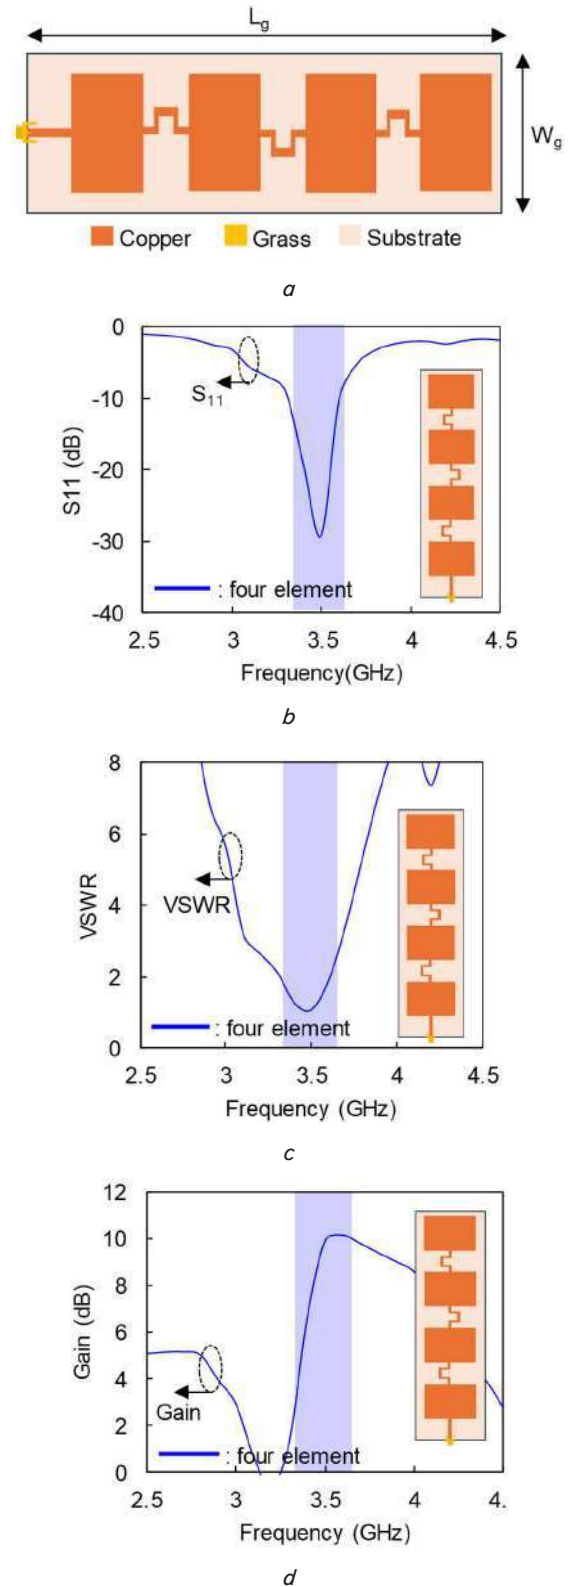 L_g
W_g
Copper Grass Substrate
a
0
-10
-20
-30
-40
S11 (dB)
S_11
: four element
2.5 3 3.5 4 4.5
Frequency(GHz)
b
8
6
4
2
0
VSWR
VSWR
: four element
2.5 3 3.5 4 4.5
Frequency (GHz)
c
12
10
8
6
4
2
0
Gain (dB)
Gain
: four element
2.5 3 3.5 4 4.
Frequency (GHz)
d